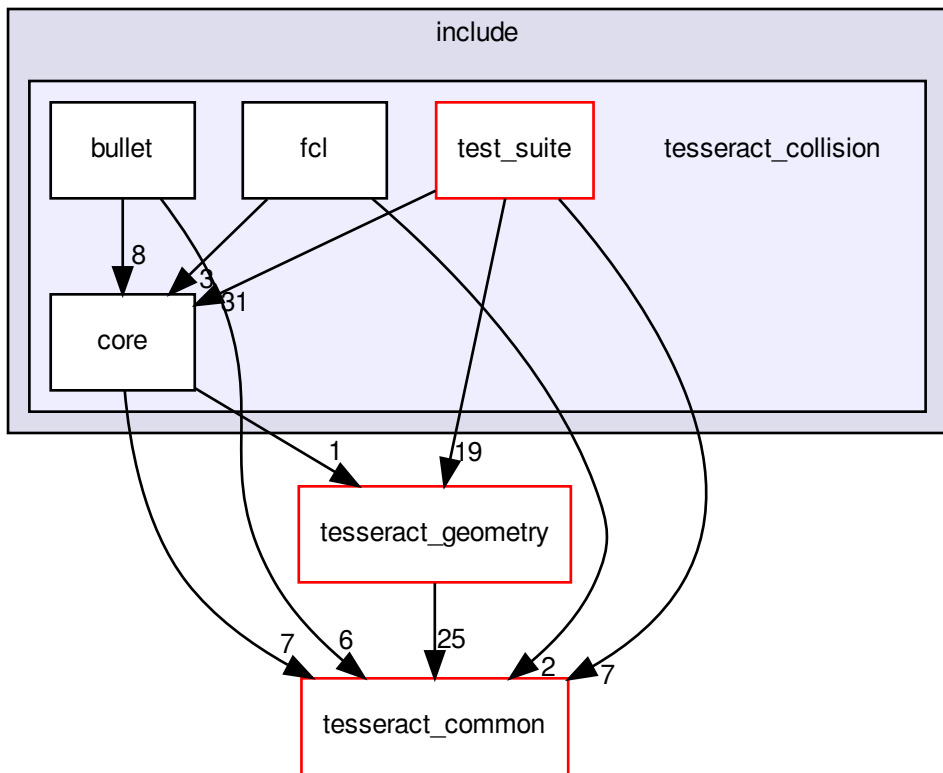 include
bullet
fcl
test_suite
tesseract_collision
8
3
31
core
1
19
tesseract_geometry
7
6
25
2
7
tesseract_common